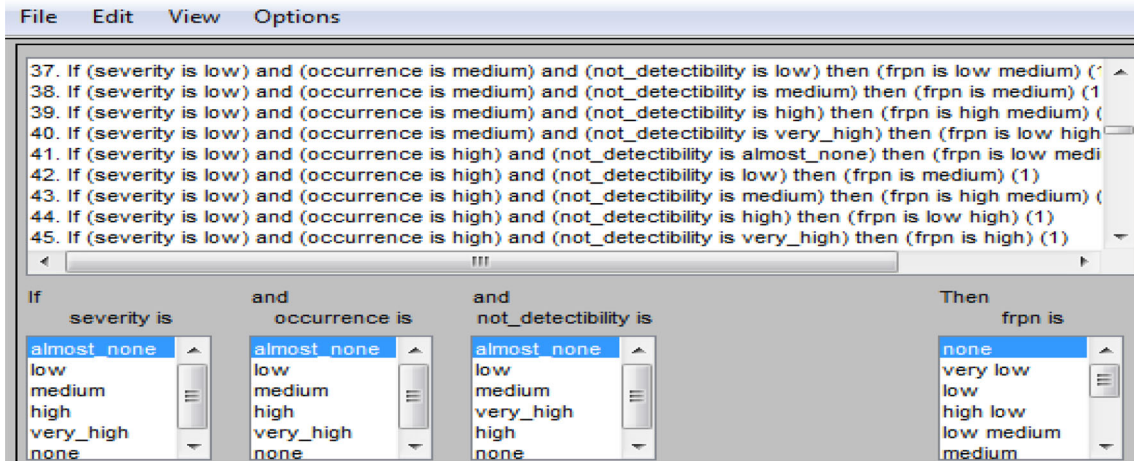 File Edit View Options
37. If (severity is low) and (occurrence is medium) and (not_detectibility is low) then (frpn is low medium) (
38. If (severity is low) and (occurrence is medium) and (not_detectibility is medium) then (frpn is medium) (1
39. If (severity is low) and (occurrence is medium) and (not_detectibility is high) then (frpn is high medium) (
40. If (severity is low) and (occurrence is medium) and (not_detectibility is very_high) then (frpn is low high
41. If (severity is low) and (occurrence is high) and (not_detectibility is almost_none) then (frpn is low medi
42. If (severity is low) and (occurrence is high) and (not_detectibility is low) then (frpn is medium) (1)
43. If (severity is low) and (occurrence is high) and (not_detectibility is medium) then (frpn is high medium) (
44. If (severity is low) and (occurrence is high) and (not_detectibility is high) then (frpn is low high) (1)
45. If (severity is low) and (occurrence is high) and (not_detectibility is very_high) then (frpn is high) (1)
If and and Then
severity is occurrence is not_detectibility is frpn is
almost_none almost_none almost_none none
low low low very low
medium medium medium low
high high very_high high low
very_high very_high high low medium
none none none medium